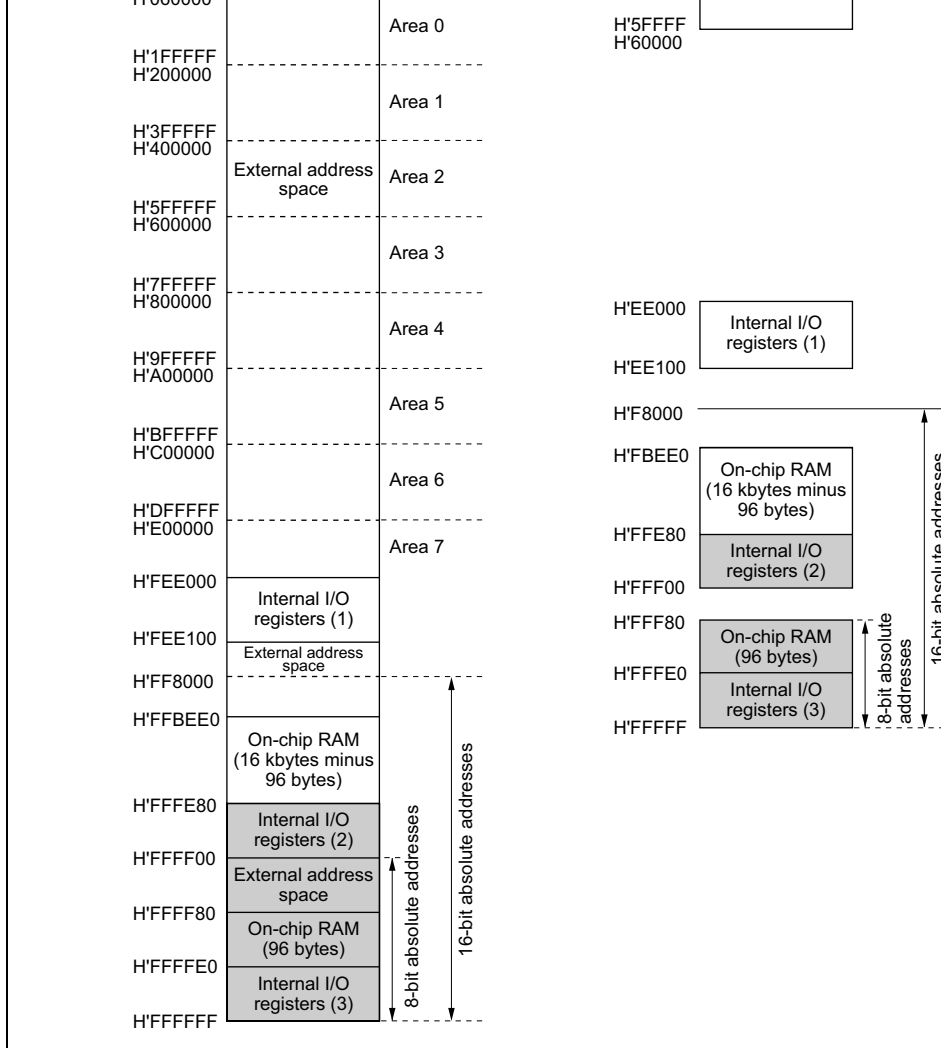 H'1FFFFF
H'200000
H'3FFFFF
H'400000
H'5FFFFF
H'600000
H'7FFFFF
H'800000
H'9FFFFF
H'A00000
H'BFFFFF
H'C00000
H'DFFFFF
H'E00000
H'FEE000
H'FEE100
H'FF8000
H'FFBEE0
H'FFFE80
H'FFFF00
H'FFFF80
H'FFFFE0
H'FFFFFF
External address
space
Internal I/O
registers (1)
External address
space
On-chip RAM
(16 kbytes minus
96 bytes)
Internal I/O
registers (2)
External address
space
On-chip RAM
(96 bytes)
Internal I/O
registers (3)
Area 0
Area 1
Area 2
Area 3
Area 4
Area 5
Area 6
Area 7
8-bit absolute addresses
16-bit absolute addresses
H'5FFFF
H'60000
H'EE000
H'EE100
H'F8000
H'FBEE0
H'FFE80
H'FFF00
H'FFF80
H'FFFE0
H'FFFFF
Internal I/O
registers (1)
On-chip RAM
(16 kbytes minus
96 bytes)
Internal I/O
registers (2)
On-chip RAM
(96 bytes)
Internal I/O
registers (3)
8-bit absolute
addresses
16-bit absolute addresses